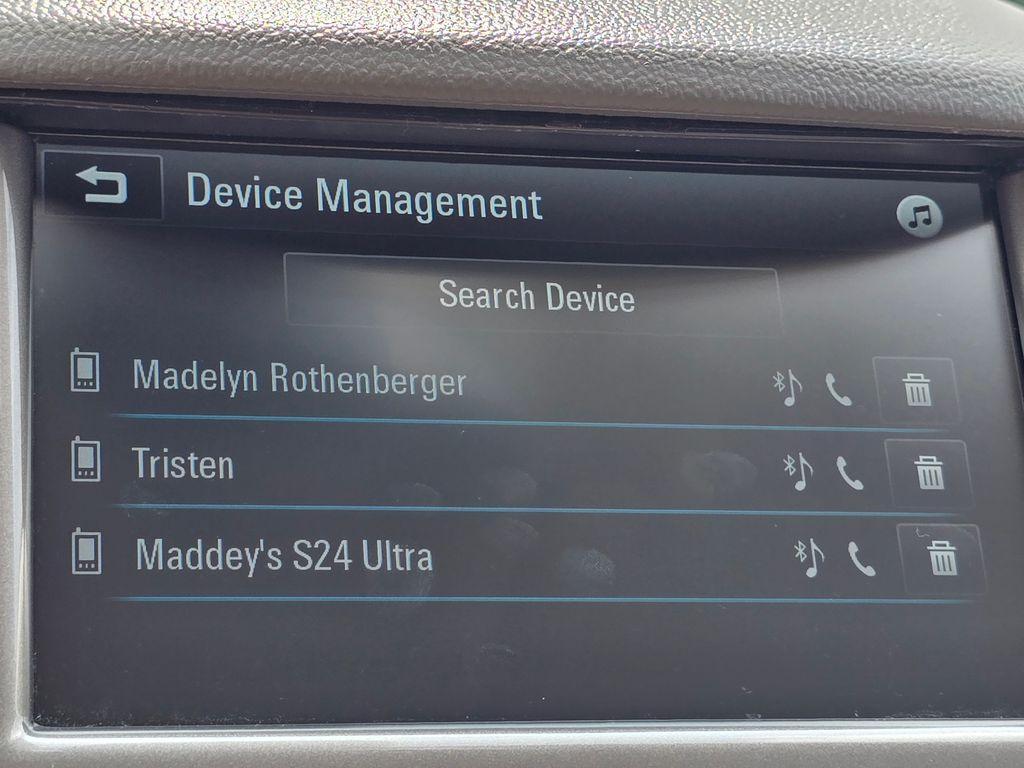 Device Management
Search Device
Madelyn Rothenberger
Tristen
Maddey's S24 Ultra